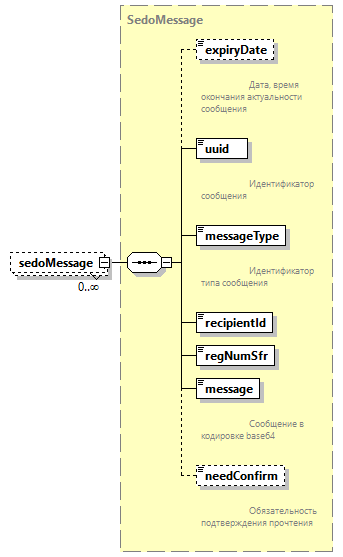 SedoMessage
expiryDate
Дата, время
окончания актуальности
сообщения
uuid
Идентификатор
сообщения
messageType
Идентификатор
типа сообщения
sedoMessage
0..∞
recipientId
regNumSfr
message
Сообщение в
кодировке base64
needConfirm
Обязательность
подтверждения прочтения